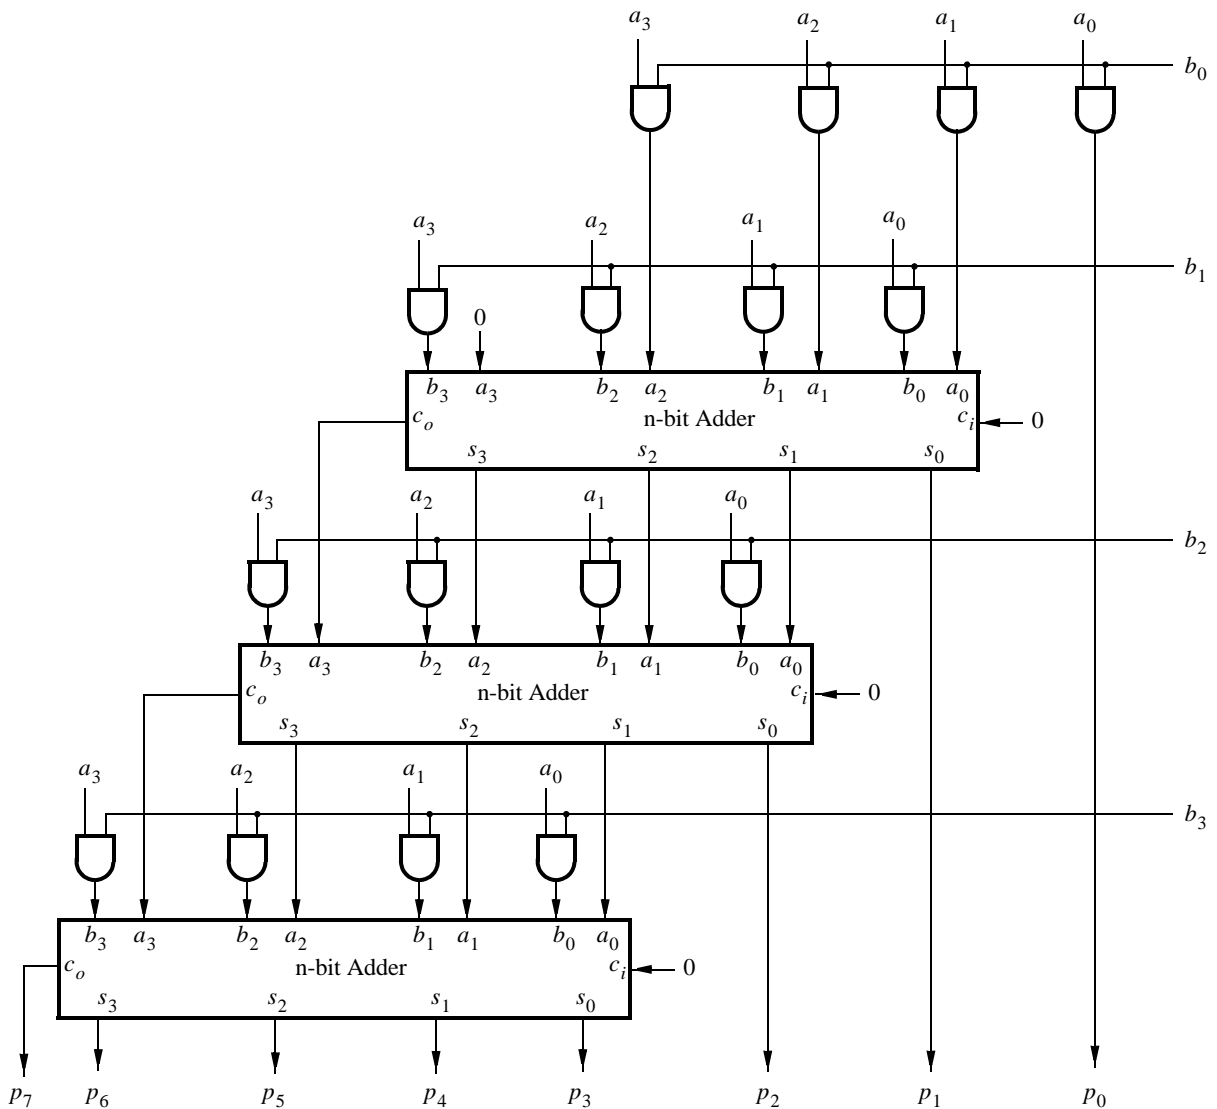 a3 a2 a1 a0
b0
a3 a2 a1 a0
b1
0
b3 a3 b2 a2 b1 a1 b0 a0
co n-bit Adder ci 0
s3 s2 s1 s0
a3 a2 a1 a0
b2
b3 a3 b2 a2 b1 a1 b0 a0
co n-bit Adder ci 0
s3 s2 s1 s0
a3 a2 a1 a0
b3
b3 a3 b2 a2 b1 a1 b0 a0
co n-bit Adder ci 0
s3 s2 s1 s0
p7 p6 p5 p4 p3 p2 p1 p0